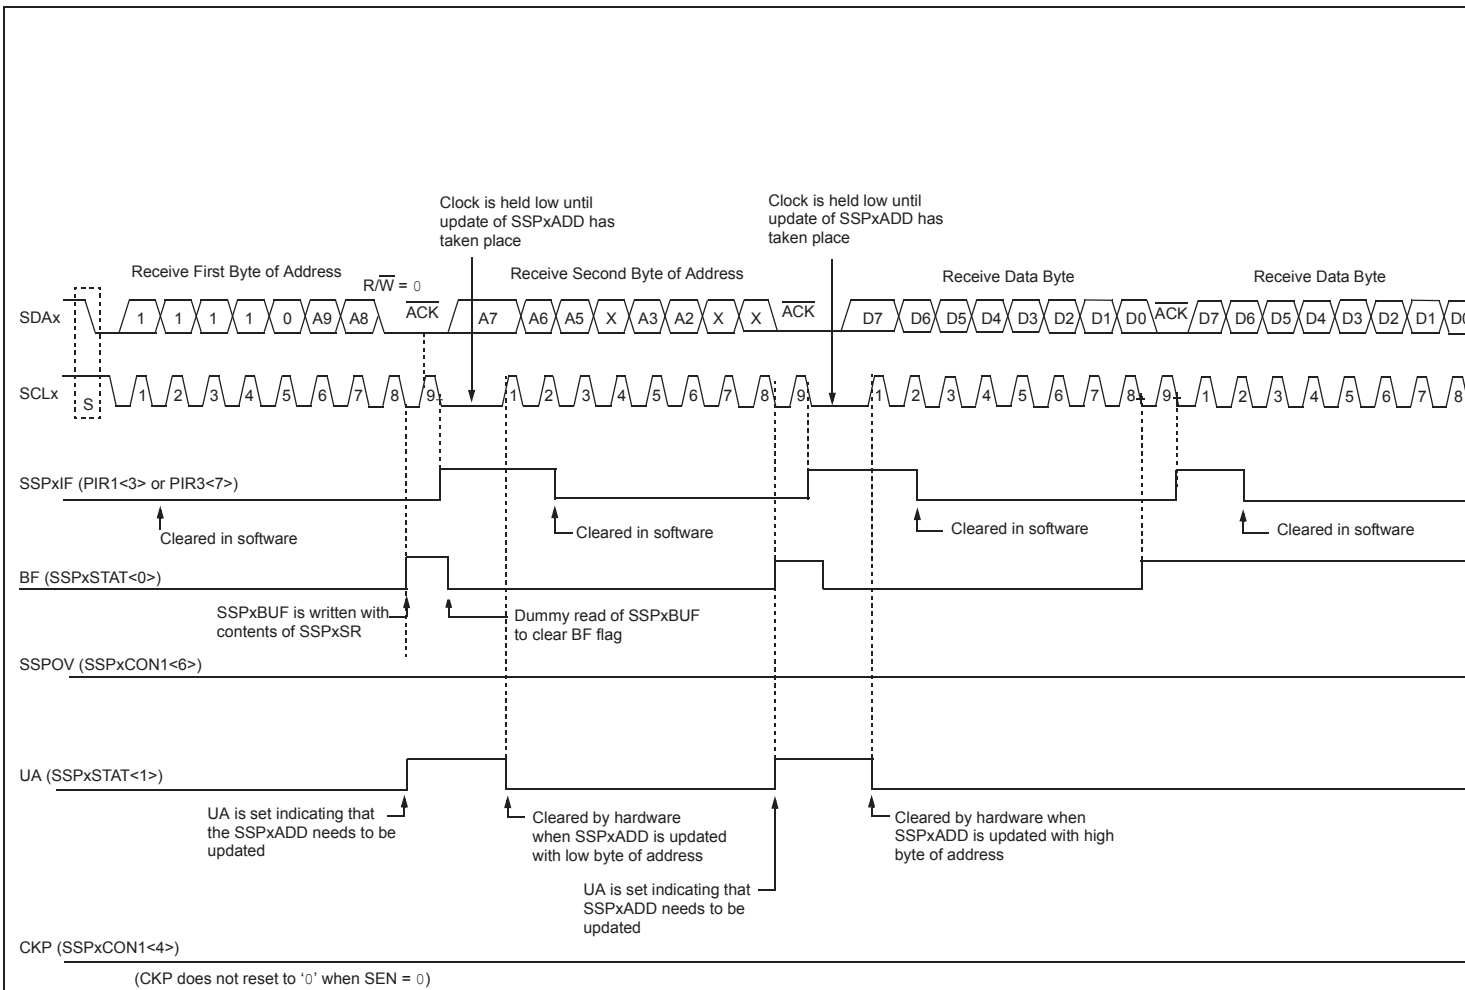 Clock is held low until
update of SSPxADD has
taken place
Clock is held low until
update of SSPxADD has
taken place
Receive First Byte of Address
R/W = 0
Receive Second Byte of Address
Receive Data Byte
Receive Data Byte
SDAx
1 1 1 1 0 A9 A8
ACK
A7 A6 A5 X A3 A2 X X
ACK
D7 D6 D5 D4 D3 D2 D1 D0
ACK
D7 D6 D5 D4 D3 D2 D1 D0
SCLx
S
1 2 3 4 5 6 7 8 9
1 2 3 4 5 6 7 8 9
1 2 3 4 5 6 7 8 9
1 2 3 4 5 6 7 8
SSPxIF (PIR1<3> or PIR3<7>)
Cleared in software
Cleared in software
Cleared in software
Cleared in software
BF (SSPxSTAT<0>)
SSPxBUF is written with
contents of SSPxSR
Dummy read of SSPxBUF
to clear BF flag
SSPOV (SSPxCON1<6>)
UA (SSPxSTAT<1>)
UA is set indicating that
the SSPxADD needs to be
updated
Cleared by hardware
when SSPxADD is updated
with low byte of address
UA is set indicating that
SSPxADD needs to be
updated
Cleared by hardware when
SSPxADD is updated with high
byte of address
CKP (SSPxCON1<4>)
(CKP does not reset to ‘0’ when SEN = 0)